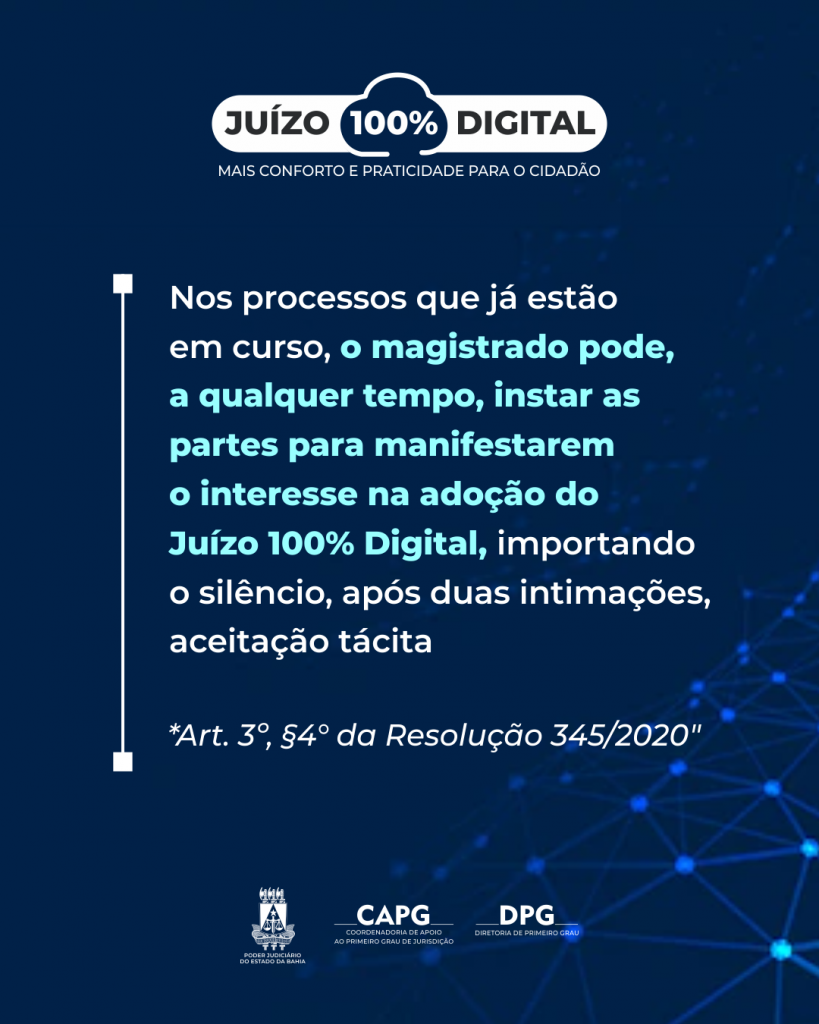 JUÍZO 100% DIGITAL
MAIS CONFORTO E PRATICIDADE PARA O CIDADÃO
Nos processos que já estão
em curso, o magistrado pode,
a qualquer tempo, instar as
partes para manifestarem
o interesse na adoção do
Juízo 100% Digital, importando
o silêncio, após duas intimações,
aceitação tácita
*Art. 3º, §4° da Resolução 345/2020"
PODER JUDICIÁRIO
DO ESTADO DA BAHIA
CAPG
COORDENADORIA DE APOIO
AO PRIMEIRO GRAU DE JURISDIÇÃO
DPG
DIRETORIA DE PRIMEIRO GRAU